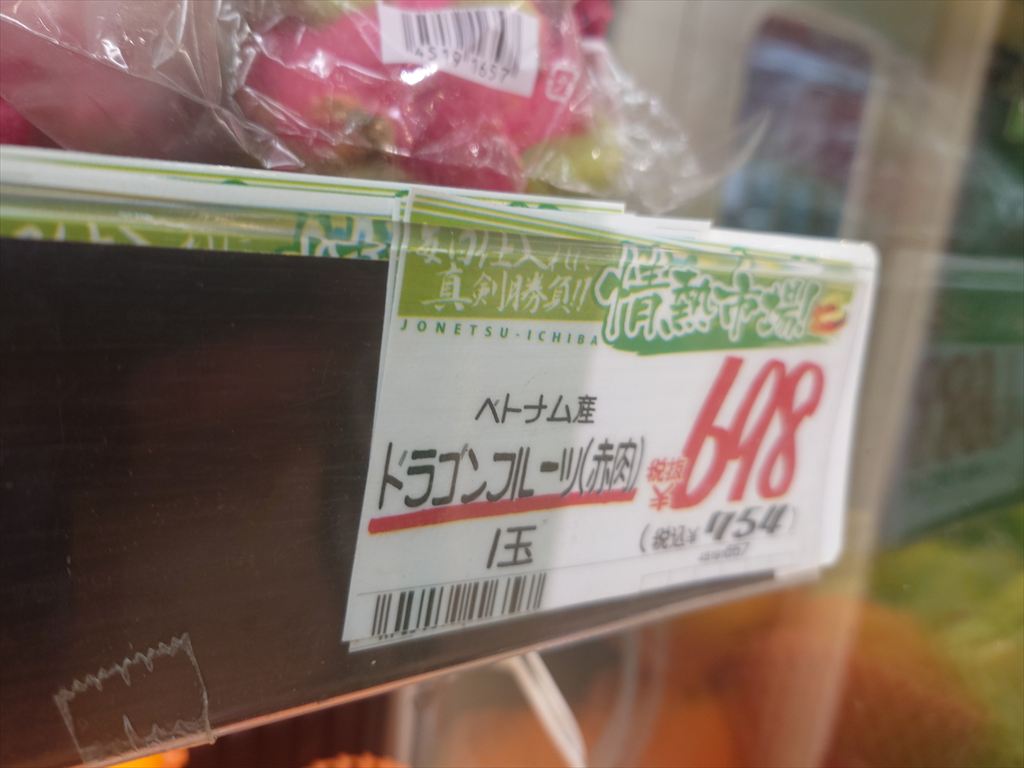 4519 1657
毎日仕入れ、
真剣勝負!!
情熱市場!
JONETSU-ICHIBA
ベトナム産
ドラゴンフルーツ(赤肉)
1玉
税抜 698
(税込 754)